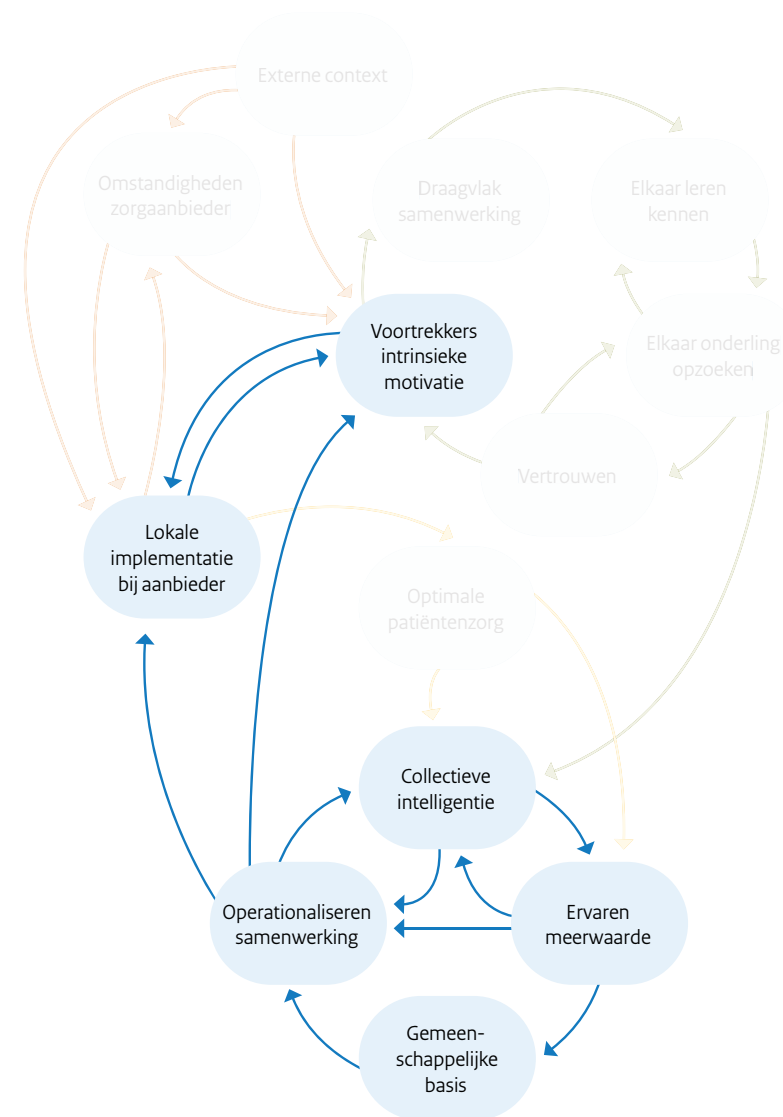 Externe context
Omstandigheden
zorgaanbieder
Draagvlak
samenwerking
Elkaar leren
kennen
Voortrekkers
intrinsieke
motivatie
Elkaar onderling
opzoeken
Vertrouwen
Lokale
implementatie
bij aanbieder
Optimale
patiëntenzorg
Collectieve
intelligentie
Operationaliseren
samenwerking
Ervaren
meerwaarde
Gemeen-
schappelijke
basis